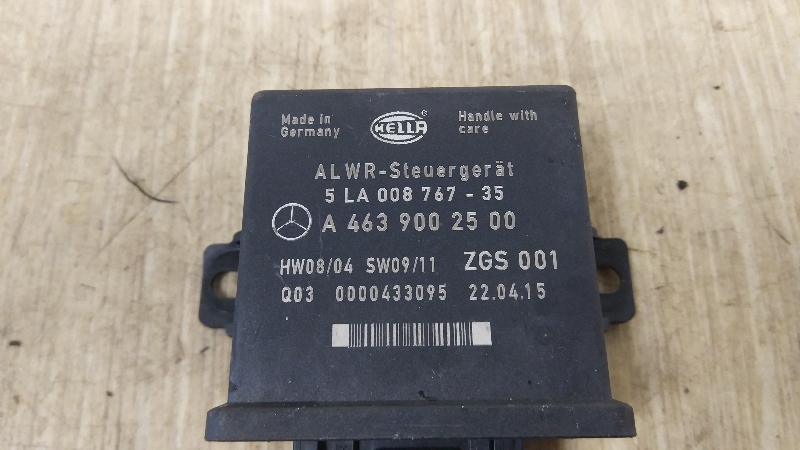 Made in
Germany
HELLA
®
Handle with
care
ALWR-Steuergerät
5 LA 008 767 - 35
A 463 900 25 00
HW08/04 SW09/11 ZGS 001
Q03 0000433095 22.04.15